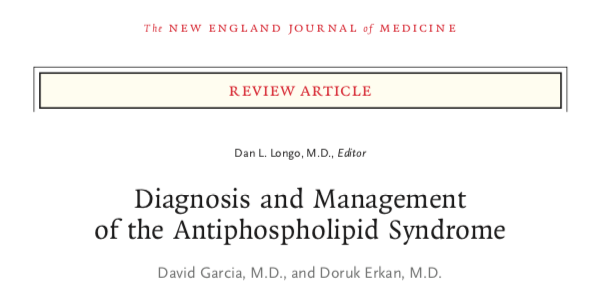 The NEW ENGLAND JOURNAL of MEDICINE
REVIEW ARTICLE
Dan L. Longo, M.D., Editor
Diagnosis and Management
of the Antiphospholipid Syndrome
David Garcia, M.D., and Doruk Erkan, M.D.